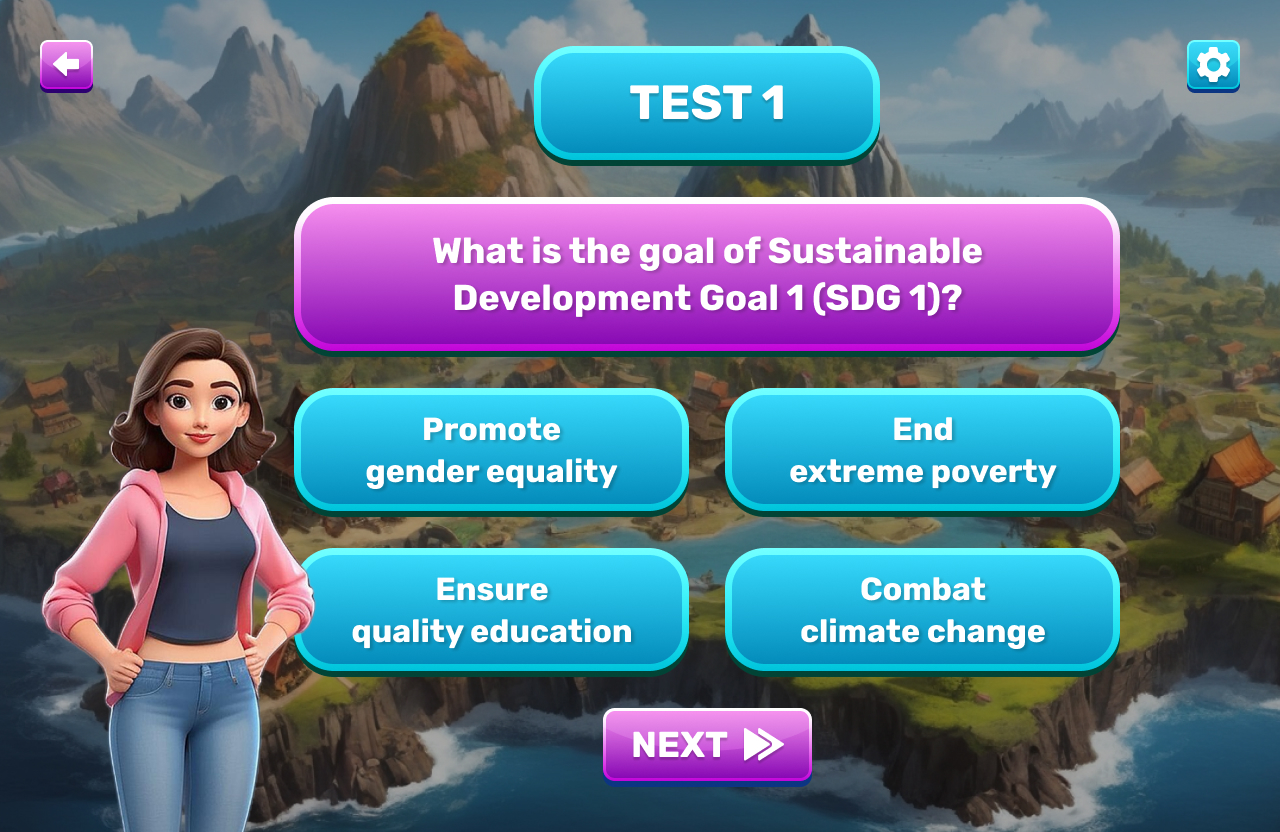 TEST 1
What is the goal of Sustainable
Development Goal 1 (SDG 1)?
Promote
gender equality
End
extreme poverty
Ensure
quality education
Combat
climate change
NEXT